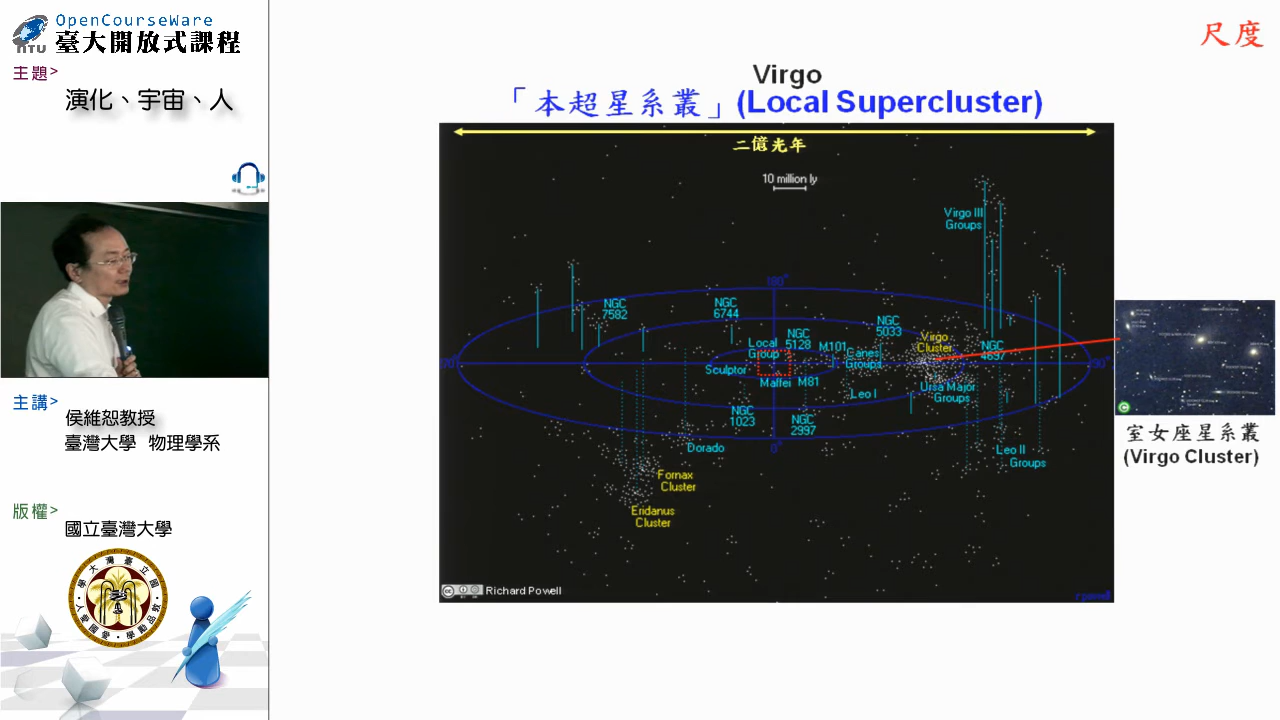 OpenCourseWare
NTU
臺大開放式課程
主題>
演化、宇宙、人
主講>
侯維恕教授
臺灣大學 物理學系
版權>
國立臺灣大學
尺度
Virgo
「本超星系叢」(Local Supercluster)
二億光年
10 million ly
Virgo III
Groups
180°
NGC
7582
NGC
6744
NGC
5033
NGC
5128
Local
Group
M101
Virgo
Cluster
NGC
4697
Canes
Groups
90°
Sculptor
Maffei
M81
Leo I
Ursa Major
Groups
NGC
1023
NGC
2997
0°
Dorado
Leo II
Groups
Fornax
Cluster
Eridanus
Cluster
Richard Powell
rpowell
室女座星系叢
(Virgo Cluster)